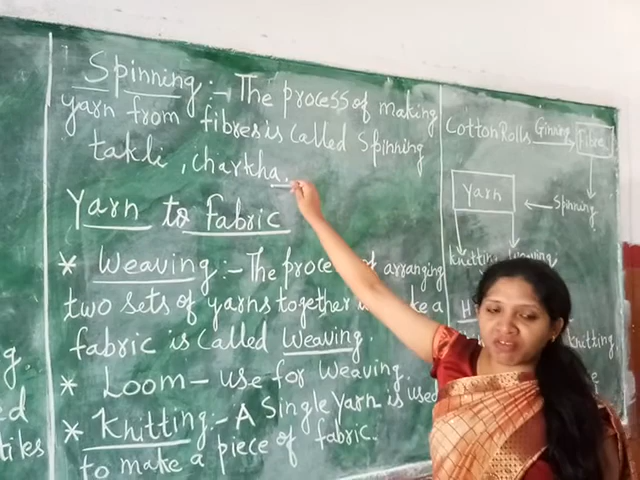 Spinning :- The process of making
yarn from fibres is called Spinning
takli, charkha.
Yarn to Fabric
* Weaving :- The process of arranging
two sets of yarns together to make a
fabric is called Weaving.
* Loom - use for Weaving.
* Knitting :- A Single yarn is used
to make a piece of fabric.
Cotton Rolls Ginning Fibre
Yarn Spinning
Knitting Weaving
H
Knitting,
g.
ed
tiles